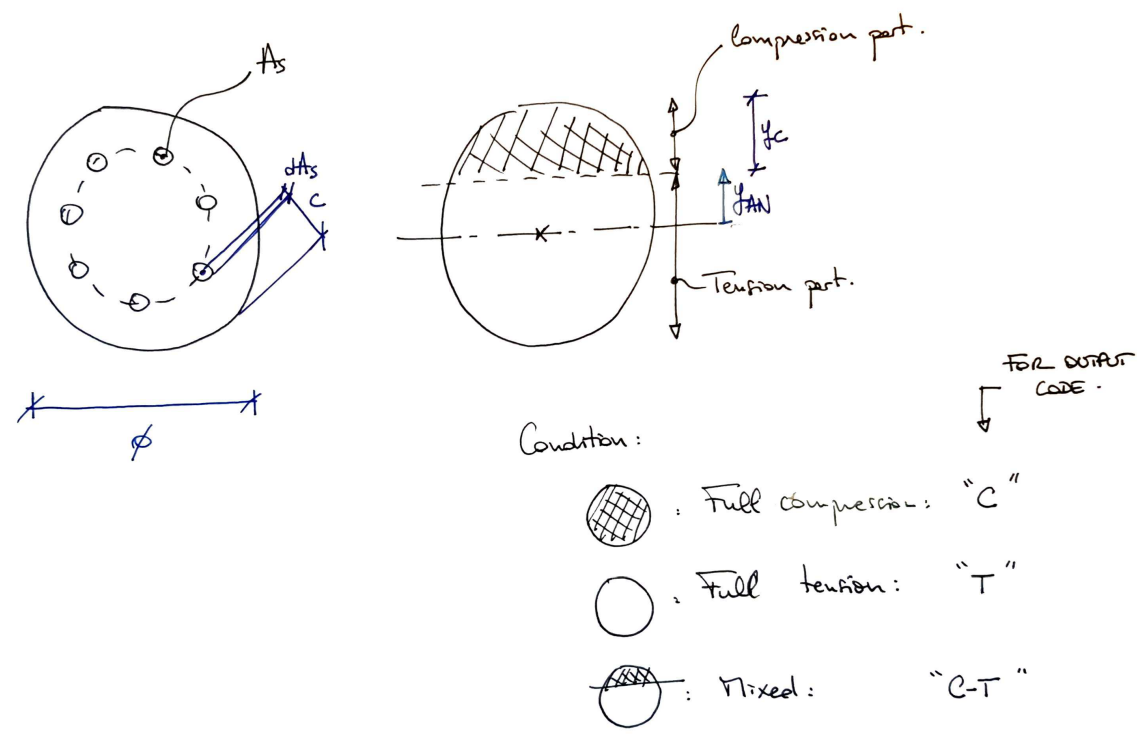 Compression part.
As
dAs
c
yc
yAN
Tension part.
ϕ
FOR OUTPUT
CODE.
Condition:
: Full compression: "C"
: Full tension: "T"
: Mixed: "C-T"